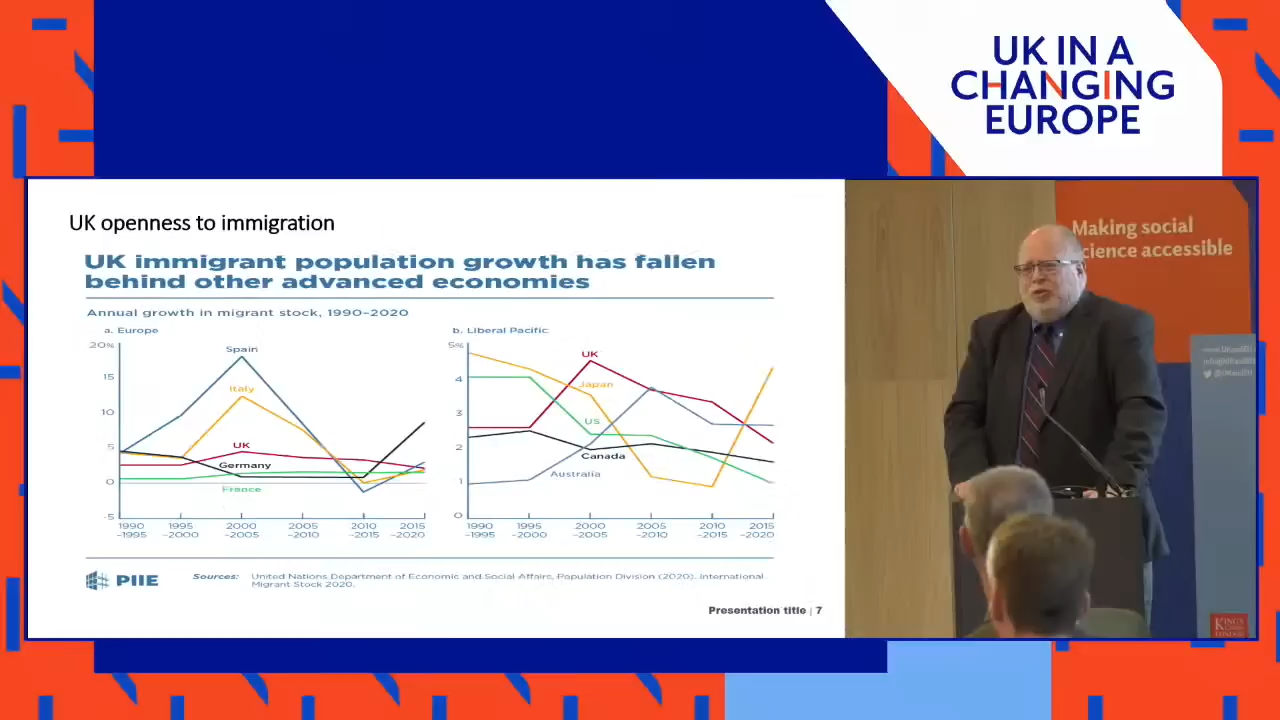 UK IN A
CHANGING
EUROPE
UK openness to immigration
UK immigrant population growth has fallen
behind other advanced economies
Annual growth in migrant stock, 1990–2020
a. Europe
20%
15
10
5
0
-5
Spain
Italy
UK
Germany
France
1990 1995 2000 2005 2010 2015
–1995 –2000 –2005 –2010 –2015 –2020
b. Liberal Pacific
5%
4
3
2
1
0
UK
Japan
US
Canada
Australia
1990 1995 2000 2005 2010 2015
–1995 –2000 –2005 –2010 –2015 –2020
PIIE
Sources: United Nations Department of Economic and Social Affairs, Population Division (2020). International
Migrant Stock 2020.
Presentation title | 7
Making social
science accessible
KING'S
LONDON